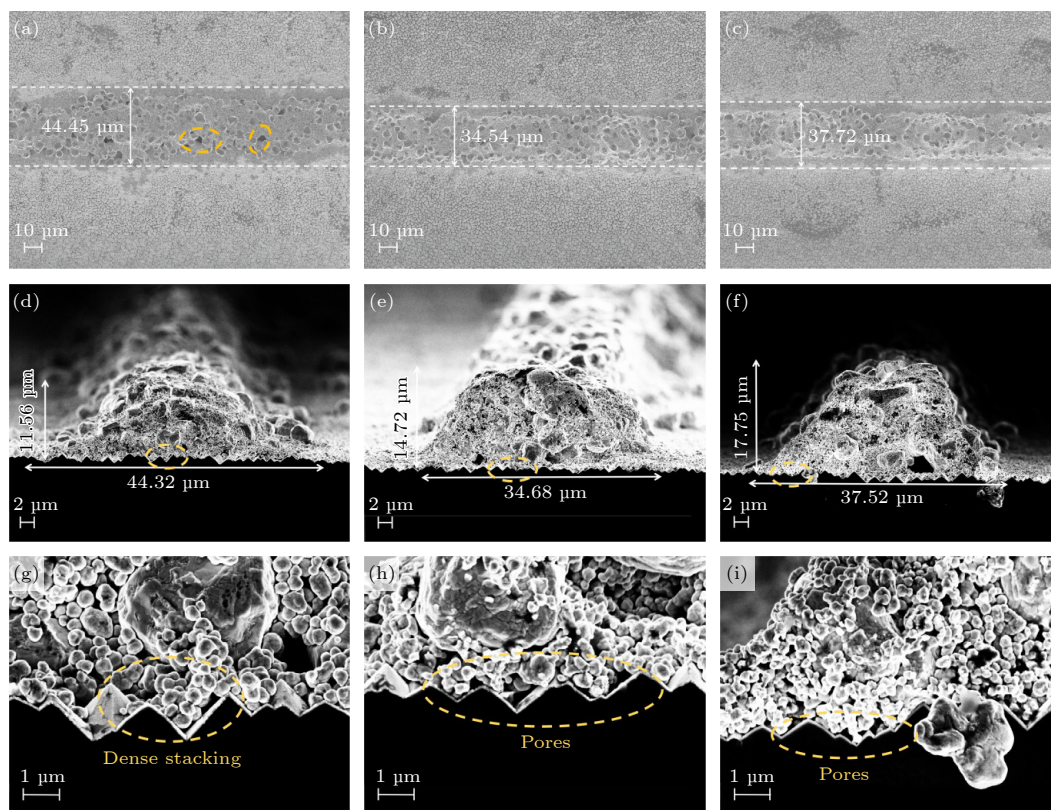 (a)
44.45 μm
10 μm
(b)
34.54 μm
10 μm
(c)
37.72 μm
10 μm
(d)
11.56 μm
44.32 μm
2 μm
(e)
14.72 μm
34.68 μm
2 μm
(f)
17.75 μm
37.52 μm
2 μm
(g)
Dense stacking
1 μm
(h)
Pores
1 μm
(i)
Pores
1 μm